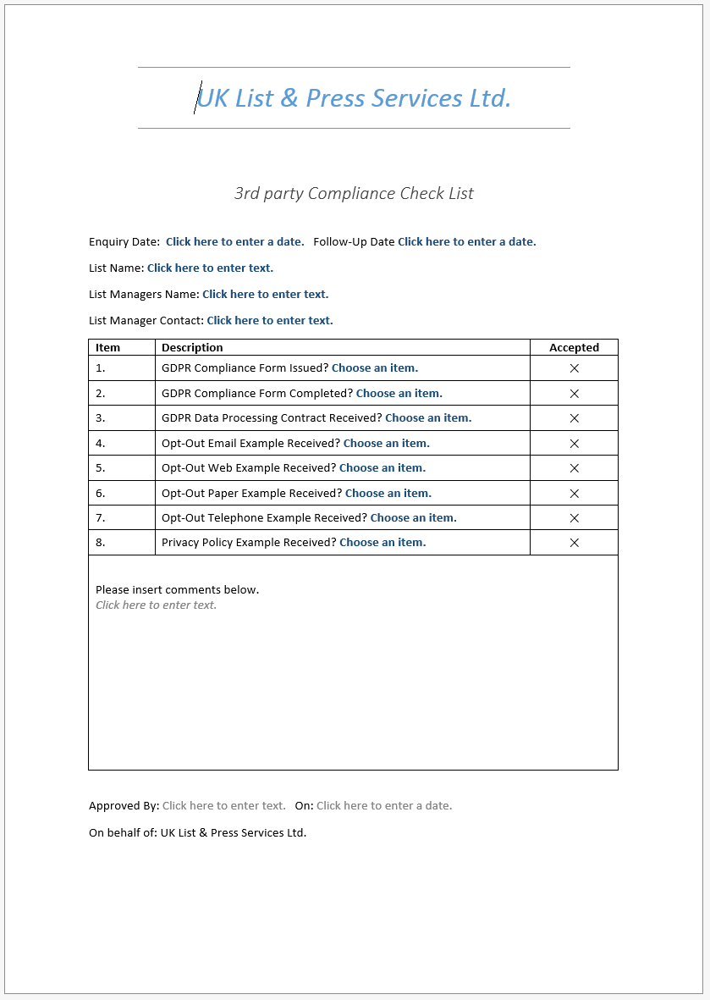 UK List & Press Services Ltd.
3rd party Compliance Check List
Enquiry Date: Click here to enter a date. Follow-Up Date Click here to enter a date.
List Name: Click here to enter text.
List Managers Name: Click here to enter text.
List Manager Contact: Click here to enter text.
Item Description Accepted
1. GDPR Compliance Form Issued? Choose an item. ×
2. GDPR Compliance Form Completed? Choose an item. ×
3. GDPR Data Processing Contract Received? Choose an item. ×
4. Opt-Out Email Example Received? Choose an item. ×
5. Opt-Out Web Example Received? Choose an item. ×
6. Opt-Out Paper Example Received? Choose an item. ×
7. Opt-Out Telephone Example Received? Choose an item. ×
8. Privacy Policy Example Received? Choose an item. ×
Please insert comments below.
Click here to enter text.
Approved By: Click here to enter text. On: Click here to enter a date.
On behalf of: UK List & Press Services Ltd.